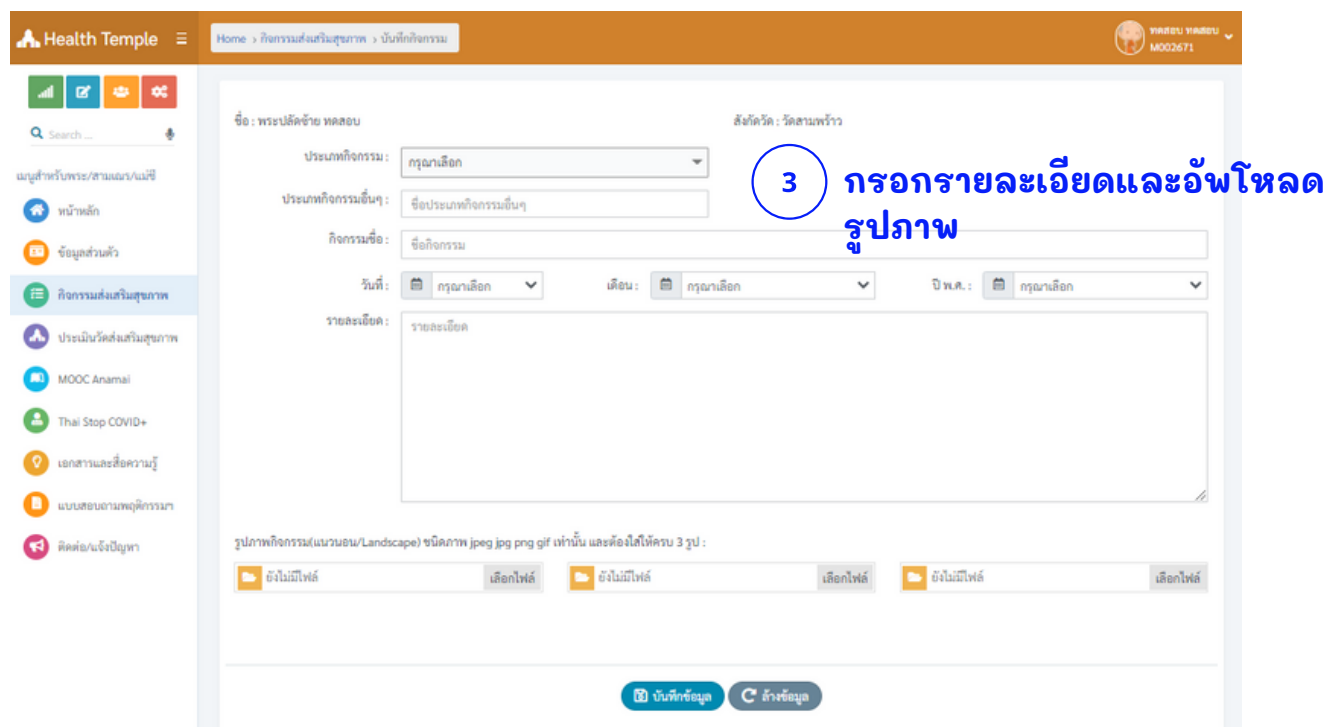 Health Temple
Home > กิจกรรมส่งเสริมสุขภาพ > บันทึกกิจกรรม
ทดสอบ ทดสอบ
M002671
Search ...
เมนูสำหรับพระ/สามเณร/แม่ชี
หน้าหลัก
ข้อมูลส่วนตัว
กิจกรรมส่งเสริมสุขภาพ
ประเมินวัดส่งเสริมสุขภาพ
MOOC Anamai
Thai Stop COVID+
เอกสารและสื่อความรู้
แบบสอบถามพฤติกรรมฯ
ติดต่อ/แจ้งปัญหา
ชื่อ : พระปลัดซ้าย ทดสอบ สังกัดวัด : วัดสามพร้าว
ประเภทกิจกรรม : กรุณาเลือก
3 กรอกรายละเอียดและอัพโหลด
รูปภาพ
ประเภทกิจกรรมอื่นๆ : ชื่อประเภทกิจกรรมอื่นๆ
กิจกรรมชื่อ : ชื่อกิจกรรม
วันที่ : กรุณาเลือก เดือน : กรุณาเลือก ปี พ.ศ. : กรุณาเลือก
รายละเอียด : รายละเอียด
รูปภาพกิจกรรม(แนวนอน/Landscape) ชนิดภาพ jpeg jpg png gif เท่านั้น และต้องใส่ให้ครบ 3 รูป :
ยังไม่มีไฟล์ เลือกไฟล์ ยังไม่มีไฟล์ เลือกไฟล์ ยังไม่มีไฟล์ เลือกไฟล์
บันทึกข้อมูล ล้างข้อมูล